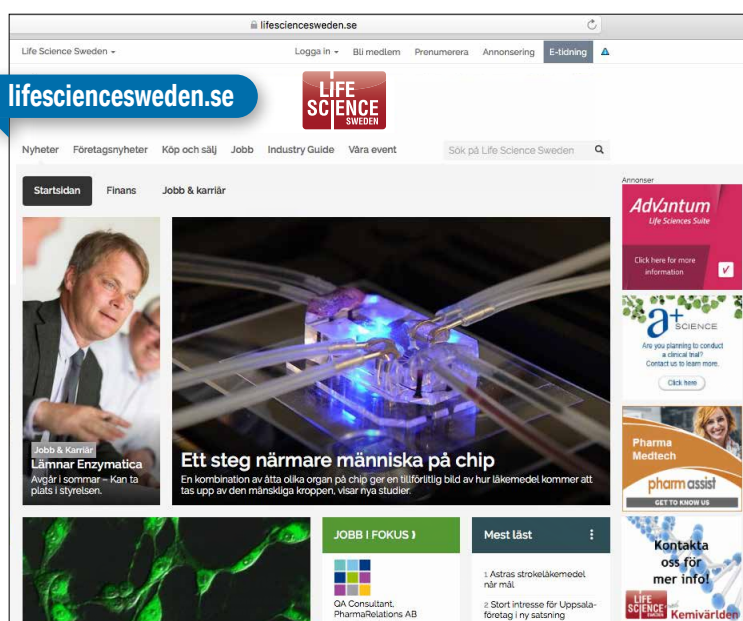 lifesciencesweden.se
Life Science Sweden
Logga in
Bli medlem
Prenumerera
Annonsering
E-tidning
lifesciencesweden.se
LIFE
SCIENCE
SWEDEN
Nyheter
Företagsnyheter
Köp och sälj
Jobb
Industry Guide
Våra event
Sök på Life Science Sweden
Startsidan
Finans
Jobb & karriär
Jobb & Karriär
Lämnar Enzymatica
Avgår i sommar – Kan ta
plats i styrelsen.
Ett steg närmare människa på chip
En kombination av åtta olika organ på chip ger en tillförlitlig bild av hur läkemedel kommer att
tas upp av den mänskliga kroppen, visar nya studier.
JOBB I FOKUS
QA Consultant,
PharmaRelations AB
Mest läst
1 Astras strokeläkemedel
når mål
2 Stort intresse för Uppsala-
företag i ny satsning
Annonser
Advantum
Life Sciences Suite
Click here for more
information
a+
SCIENCE
Are you planning to conduct
a clinical trial?
Contact us to learn more.
Click here
Pharma
Medtech
pharm assist
GET TO KNOW US
Kontakta
oss för
mer info!
LIFE
SCIENCE
SWEDEN
med
Kemivärlden